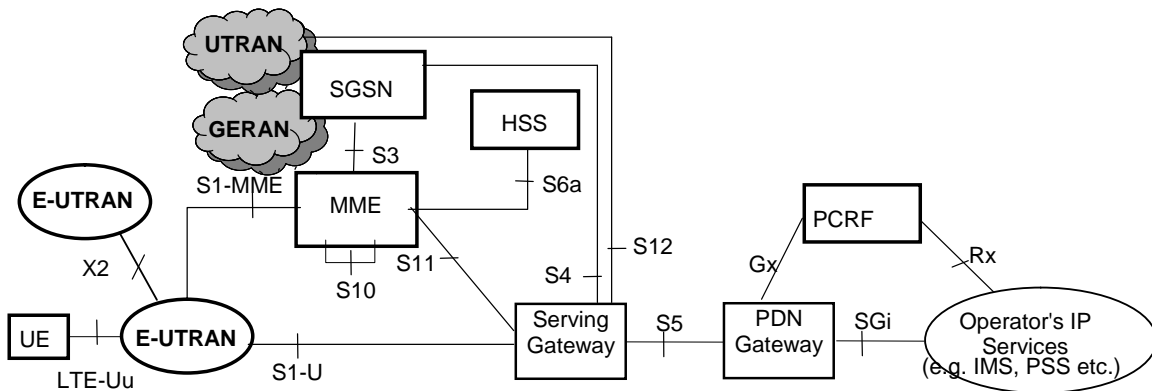 UTRAN
SGSN
GERAN
HSS
S3
S1-MME
S6a
E-UTRAN
MME
PCRF
X2
S11
S12
Gx
Rx
S10
S4
UE
E-UTRAN
LTE-Uu
S1-U
Serving
Gateway
S5
PDN
Gateway
SGi
Operator's IP
Services
(e.g. IMS, PSS etc.)